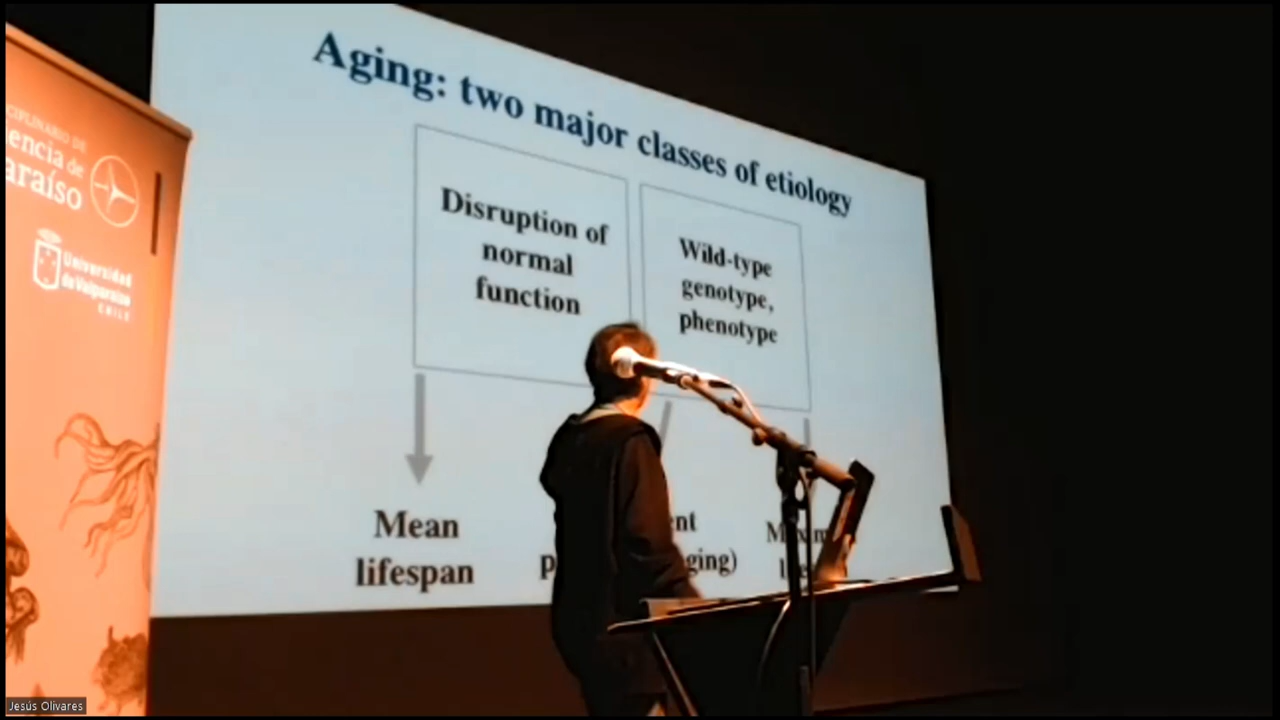 Aging: two major classes of etiology
Disruption of
normal
function
Wild-type
genotype,
phenotype
Mean
lifespan
Universidad
de Valparaíso
CHILE
Jesús Olivares